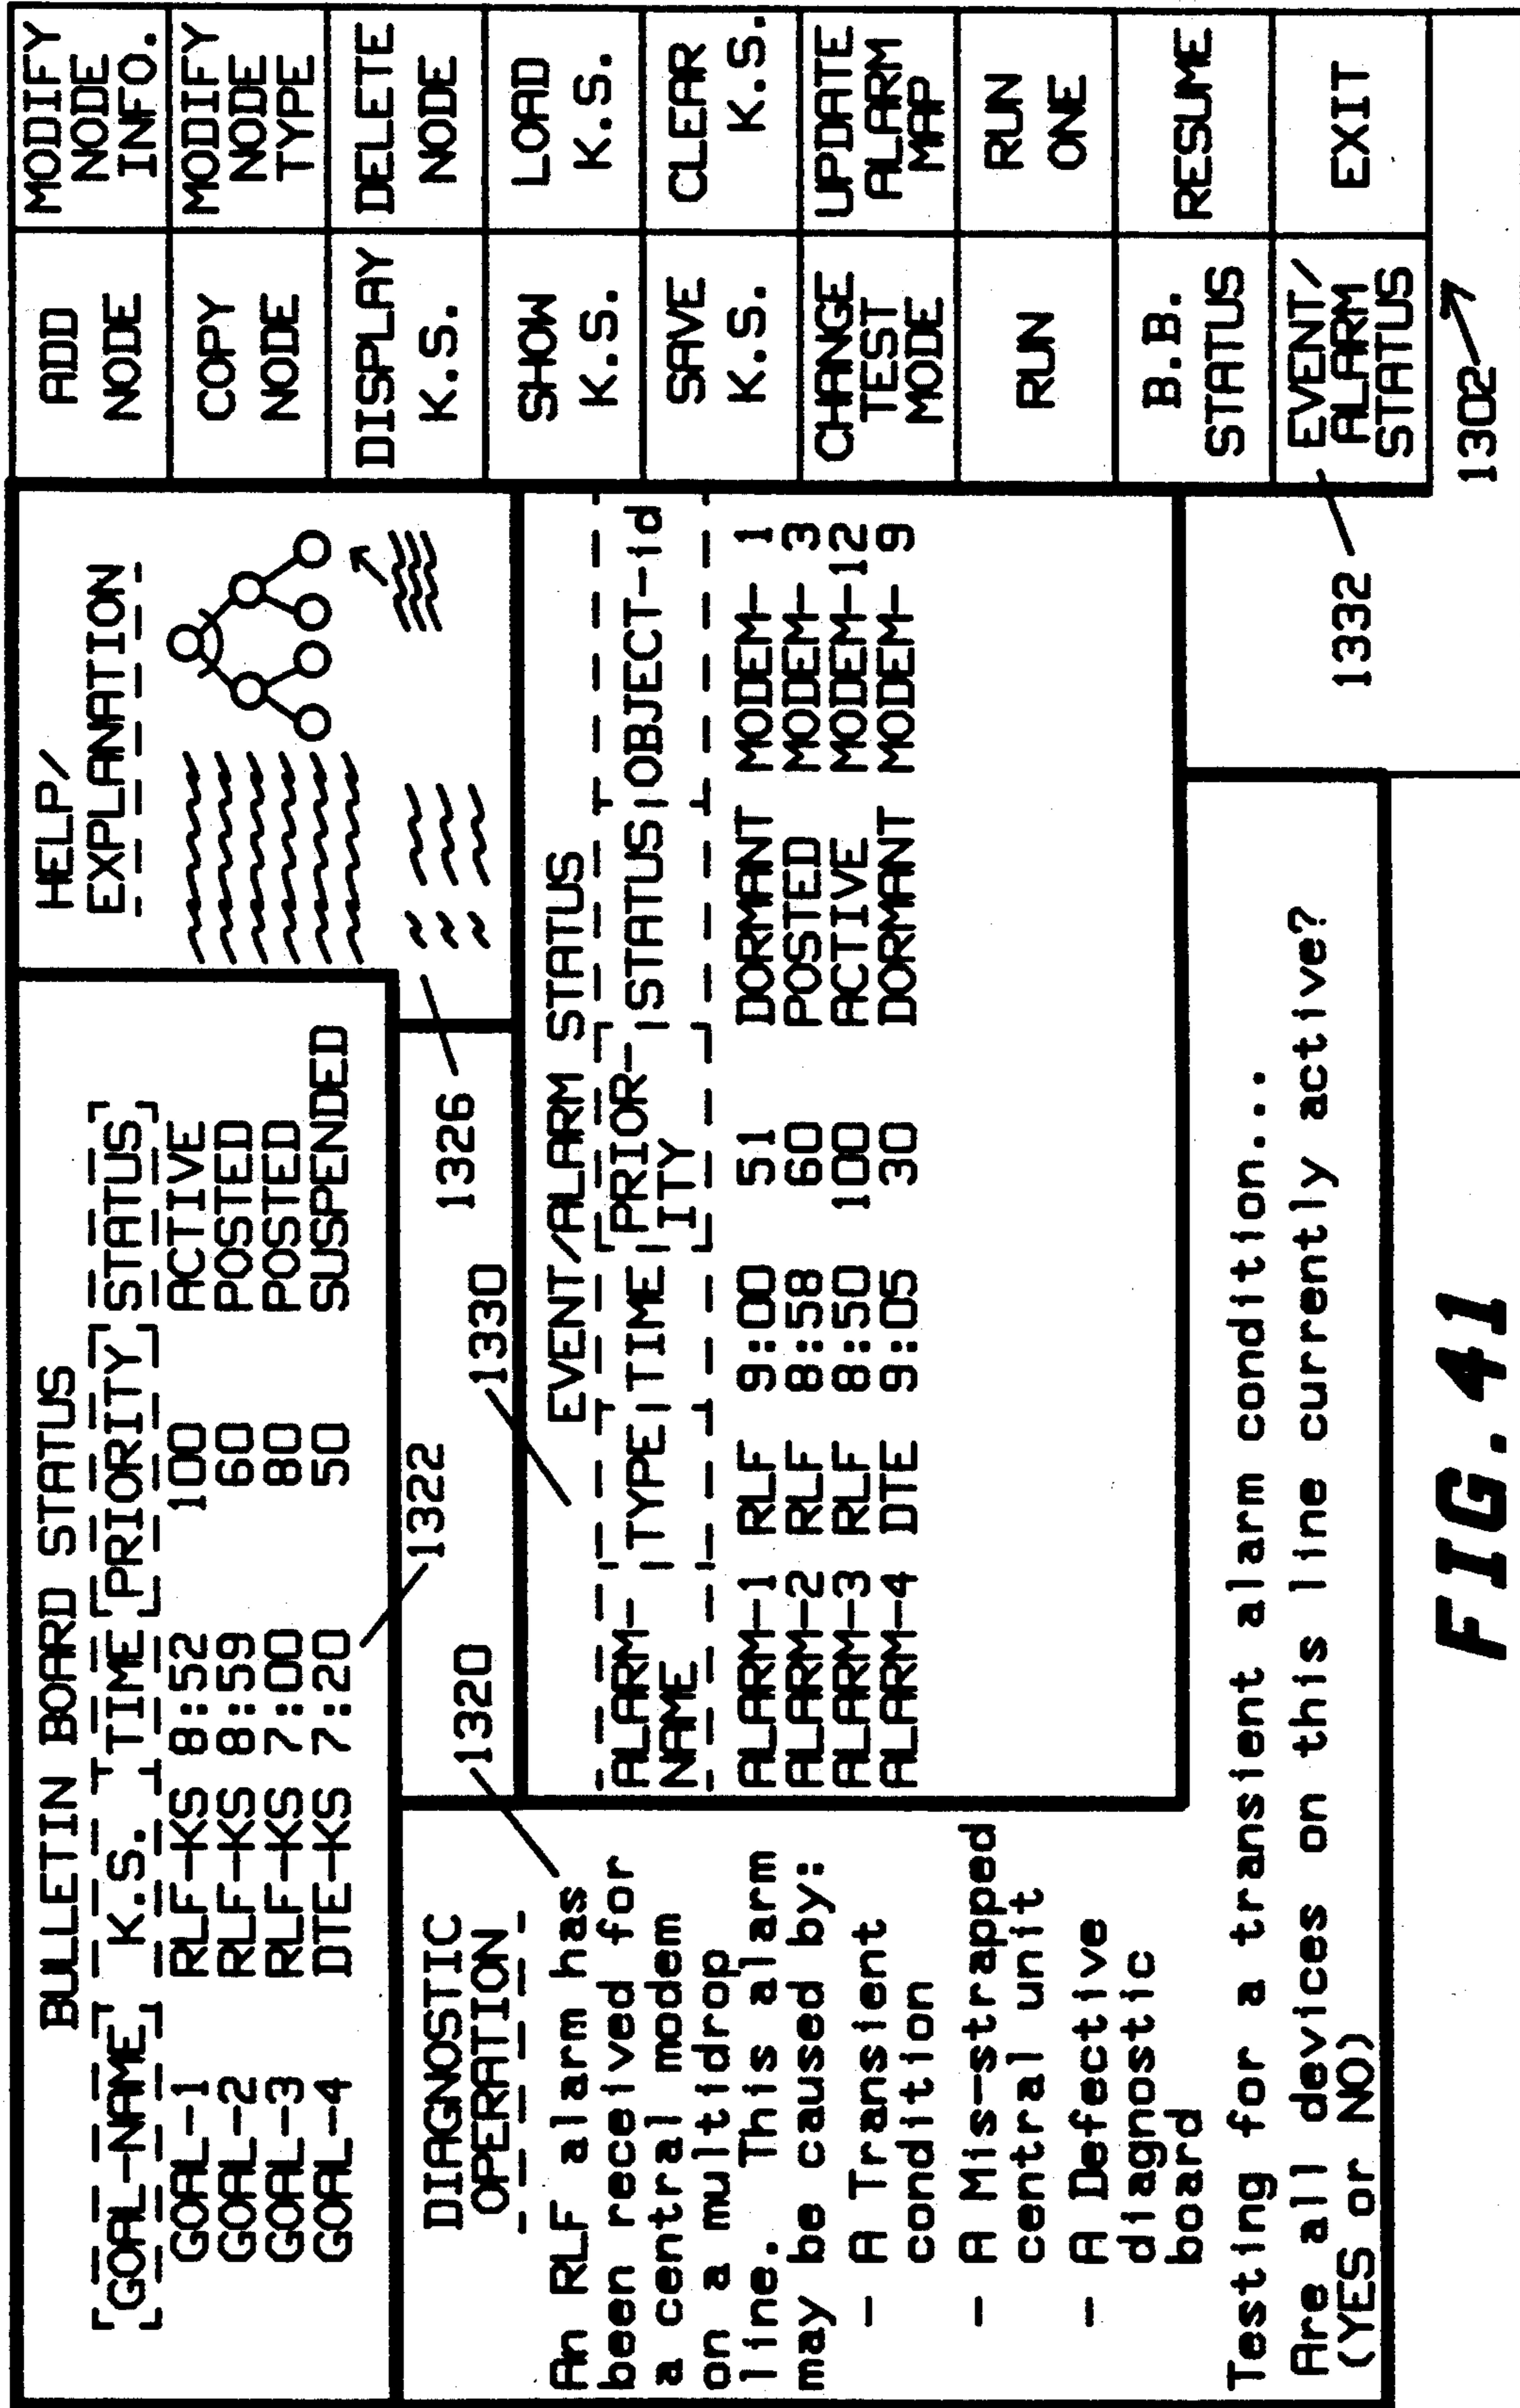 BULLETIN BOARD STATUS
GOAL-NAME K.S. TIME PRIORITY STATUS
GOAL-1 RLF-KS 8:52 100 ACTIVE
GOAL-2 RLF-KS 8:59 60 POSTED
GOAL-3 RLF-KS 7:00 80 POSTED
GOAL-4 DTE-KS 7:20 50 SUSPENDED
1322
HELP/
EXPLANATION
1326
DIAGNOSTIC
OPERATION
1320
An RLF alarm has
been received for
a central modem
on a multidrop
line. This alarm
may be caused by:
- A Transient
condition
- A Mis-strapped
central unit
- A Defective
diagnostic
board
Testing for a transient alarm condition...
Are all devices on this line currently active?
(YES or NO)
1330
EVENT/ALARM STATUS
ALARM- TYPE TIME PRIOR- STATUS OBJECT-id
NAME ITY
ALARM-1 RLF 9:00 51 DORMANT MODEM- 1
ALARM-2 RLF 8:58 60 POSTED MODEM- 3
ALARM-3 RLF 8:50 100 ACTIVE MODEM-12
ALARM-4 DTE 9:05 30 DORMANT MODEM- 9
ADD
NODE
MODIFY
NODE
INFO.
COPY
NODE
MODIFY
NODE
TYPE
DISPLAY
K.S.
DELETE
NODE
SHOW
K.S.
LOAD
K.S.
SAVE
K.S.
CLEAR
K.S.
CHANGE
TEST
MODE
UPDATE
ALARM
MAP
RUN
RUN
ONE
B.B.
STATUS
RESUME
EVENT/
ALARM
STATUS
EXIT
1332
1302
FIG. 41